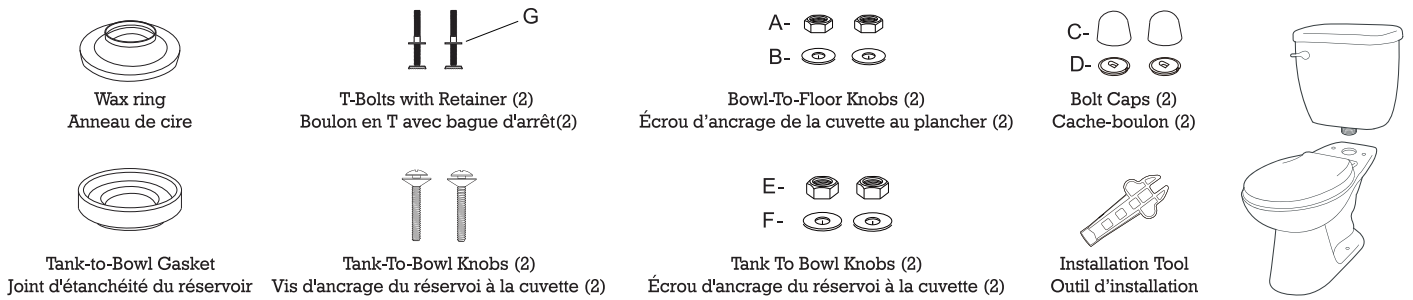 G
A-
B-
C-
D-
Wax ring
Anneau de cire
T-Bolts with Retainer (2)
Boulon en T avec bague d'arrêt(2)
Bowl-To-Floor Knobs (2)
Écrou d'ancrage de la cuvette au plancher (2)
Bolt Caps (2)
Cache-boulon (2)
E-
F-
Tank-to-Bowl Gasket
Joint d'étanchéité du réservoir
Tank-To-Bowl Knobs (2)
Vis d'ancrage du réservoi à la cuvette (2)
Tank To Bowl Knobs (2)
Écrou d'ancrage du réservoi à la cuvette (2)
Installation Tool
Outil d'installation